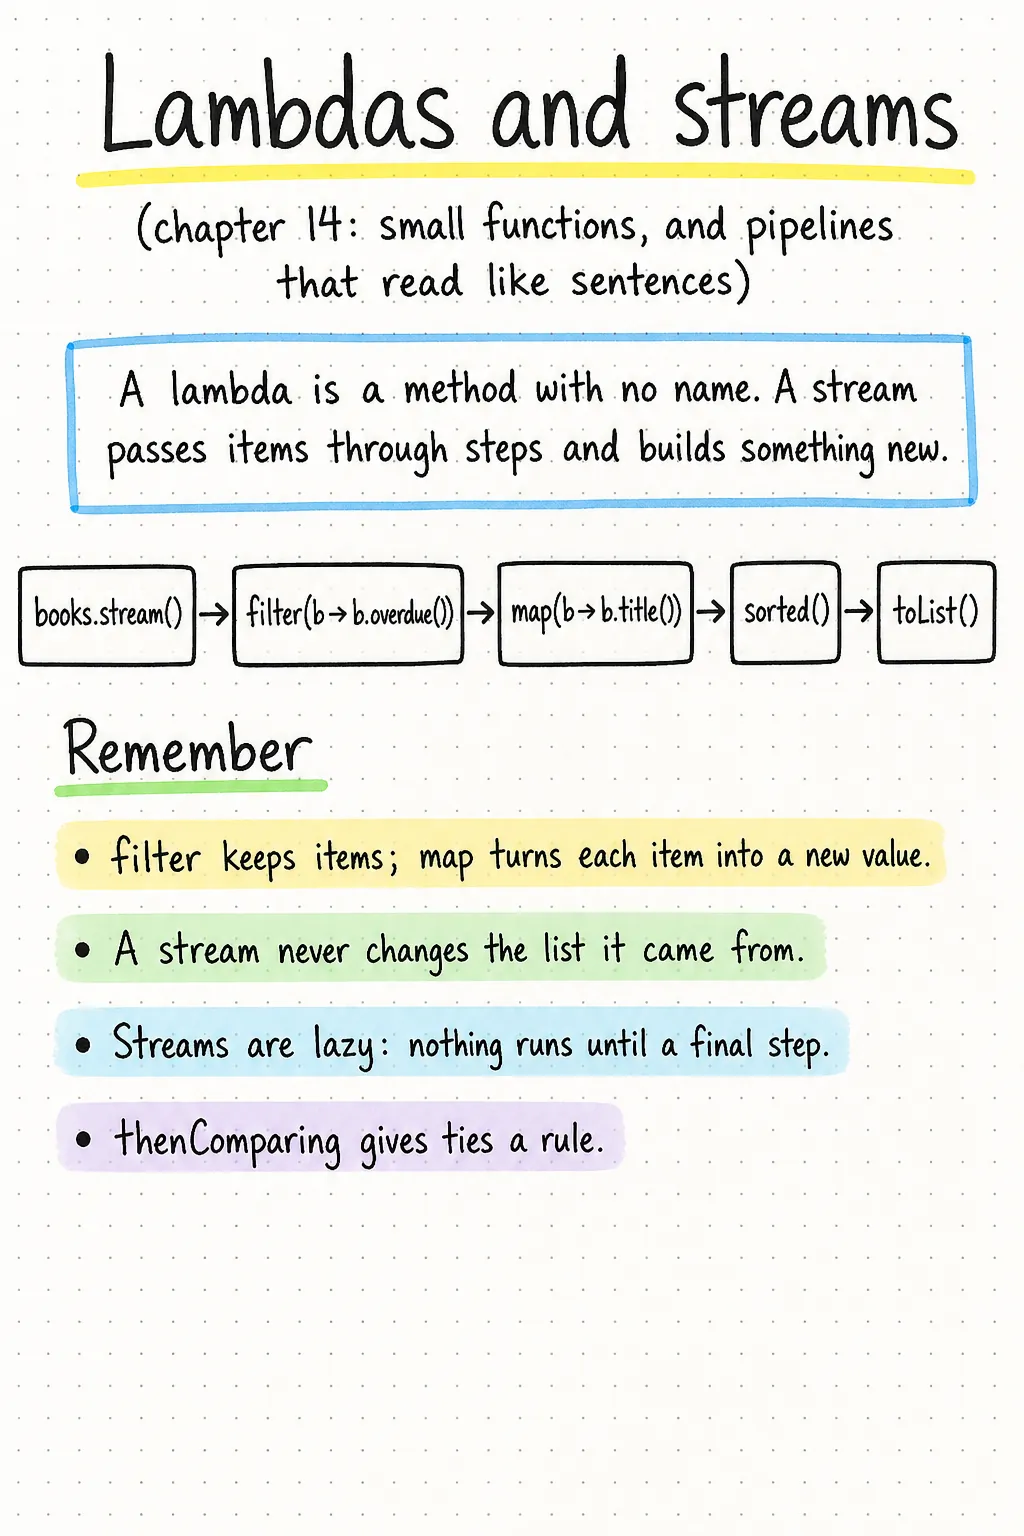 Lambdas and streams
(chapter 14: small functions, and pipelines
that read like sentences)
A lambda is a method with no name. A stream
passes items through steps and builds something new.
books.stream() → filter(b → b.overdue()) → map(b → b.title()) → sorted() → toList()
Remember
• filter keeps items; map turns each item into a new value.
• A stream never changes the list it came from.
• Streams are lazy: nothing runs until a final step.
• thenComparing gives ties a rule.